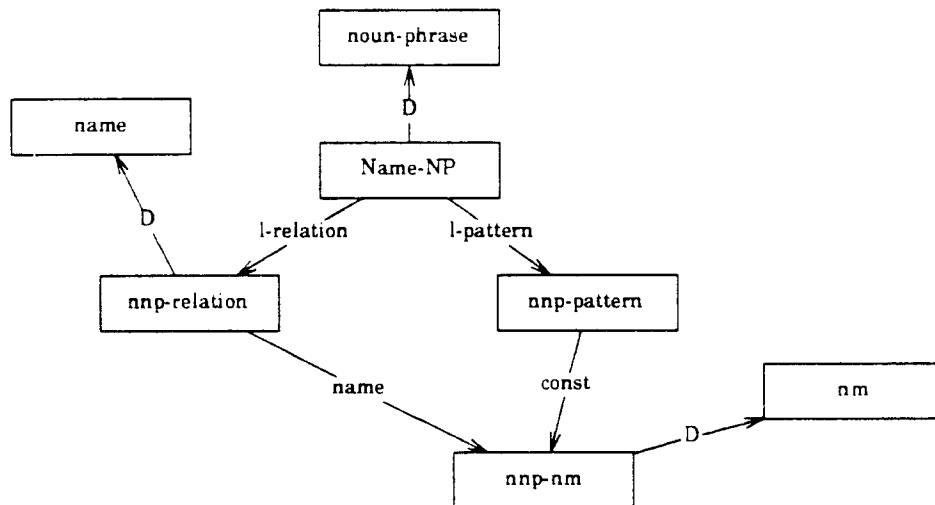 noun-phrase
D
name
Name-NP
D
l-relation
l-pattern
nnp-relation
nnp-pattern
name
const
nm
D
nnp-nm